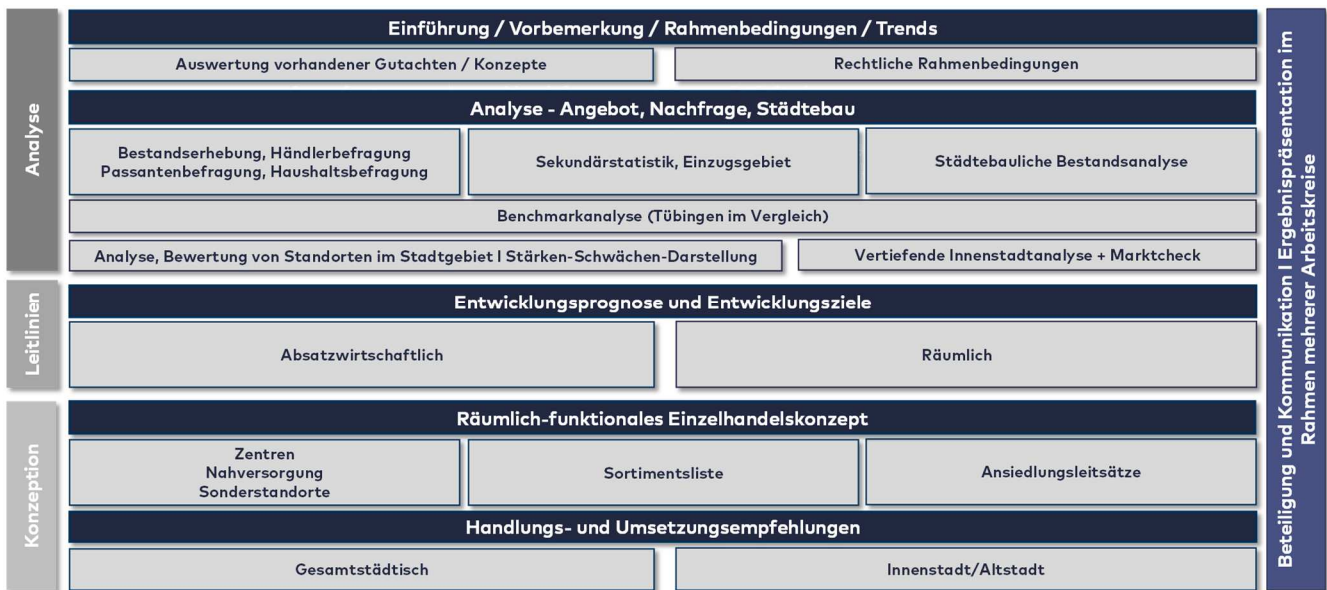 Analyse
Einführung / Vorbemerkung / Rahmenbedingungen / Trends
Auswertung vorhandener Gutachten / Konzepte
Rechtliche Rahmenbedingungen
Analyse - Angebot, Nachfrage, Städtebau
Bestandserhebung, Händlerbefragung
Passantenbefragung, Haushaltsbefragung
Sekundärstatistik, Einzugsgebiet
Städtebauliche Bestandsanalyse
Benchmarkanalyse (Tübingen im Vergleich)
Analyse, Bewertung von Standorten im Stadtgebiet I Stärken-Schwächen-Darstellung
Vertiefende Innenstadtanalyse + Marktcheck
Leitlinien
Entwicklungsprognose und Entwicklungsziele
Absatzwirtschaftlich
Räumlich
Konzeption
Räumlich-funktionales Einzelhandelskonzept
Zentren
Nahversorgung
Sonderstandorte
Sortimentsliste
Ansiedlungsleitsätze
Handlungs- und Umsetzungsempfehlungen
Gesamtstädtisch
Innenstadt/Altstadt
Beteiligung und Kommunikation I Ergebnispräsentation im
Rahmen mehrerer Arbeitskreise